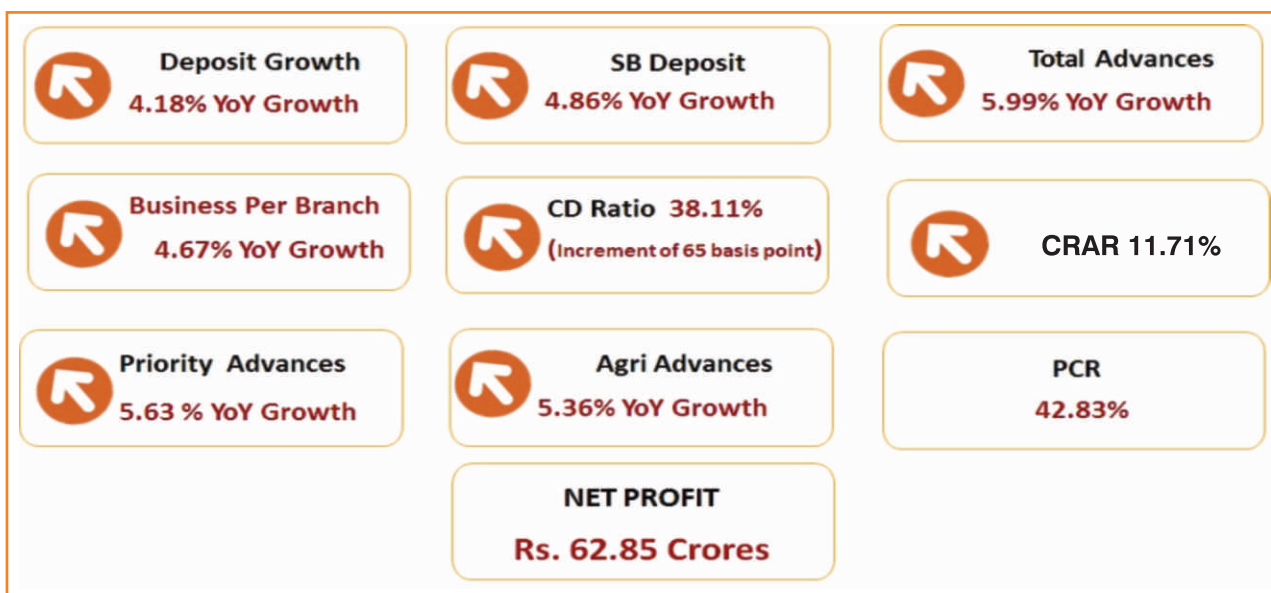 Deposit Growth
4.18% YoY Growth
SB Deposit
4.86% YoY Growth
Total Advances
5.99% YoY Growth
Business Per Branch
4.67% YoY Growth
CD Ratio 38.11%
(Increment of 65 basis point)
CRAR 11.71%
Priority Advances
5.63 % YoY Growth
Agri Advances
5.36% YoY Growth
PCR
42.83%
NET PROFIT
Rs. 62.85 Crores